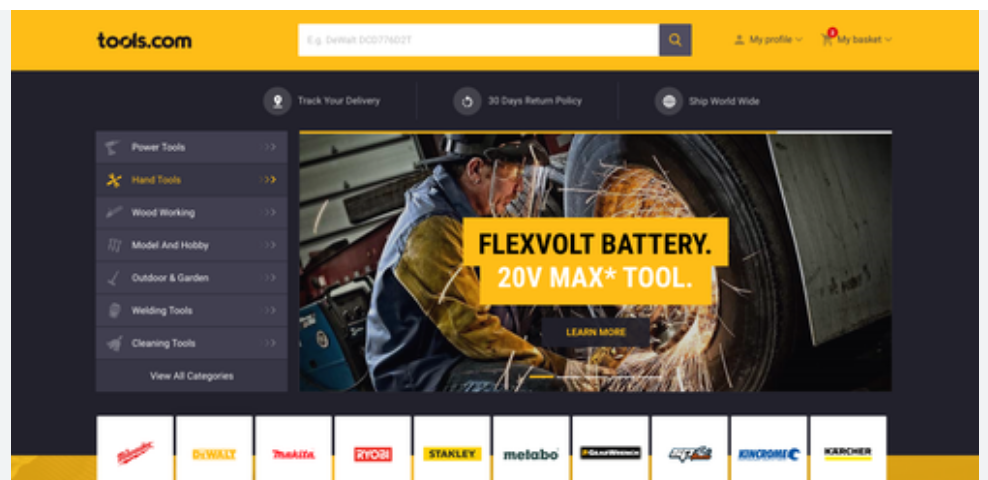 tools.com
E.g. DeWalt DCD776D2T
My profile
My basket
Track Your Delivery
30 Days Return Policy
Ship World Wide
Power Tools
Hand Tools
Wood Working
Model And Hobby
Outdoor & Garden
Welding Tools
Cleaning Tools
View All Categories
FLEXVOLT BATTERY.
20V MAX* TOOL.
LEARN MORE
Milwaukee
DEWALT
makita
RYOBI
STANLEY
metabo
GEARWRENCH
KINCROME
KÄRCHER